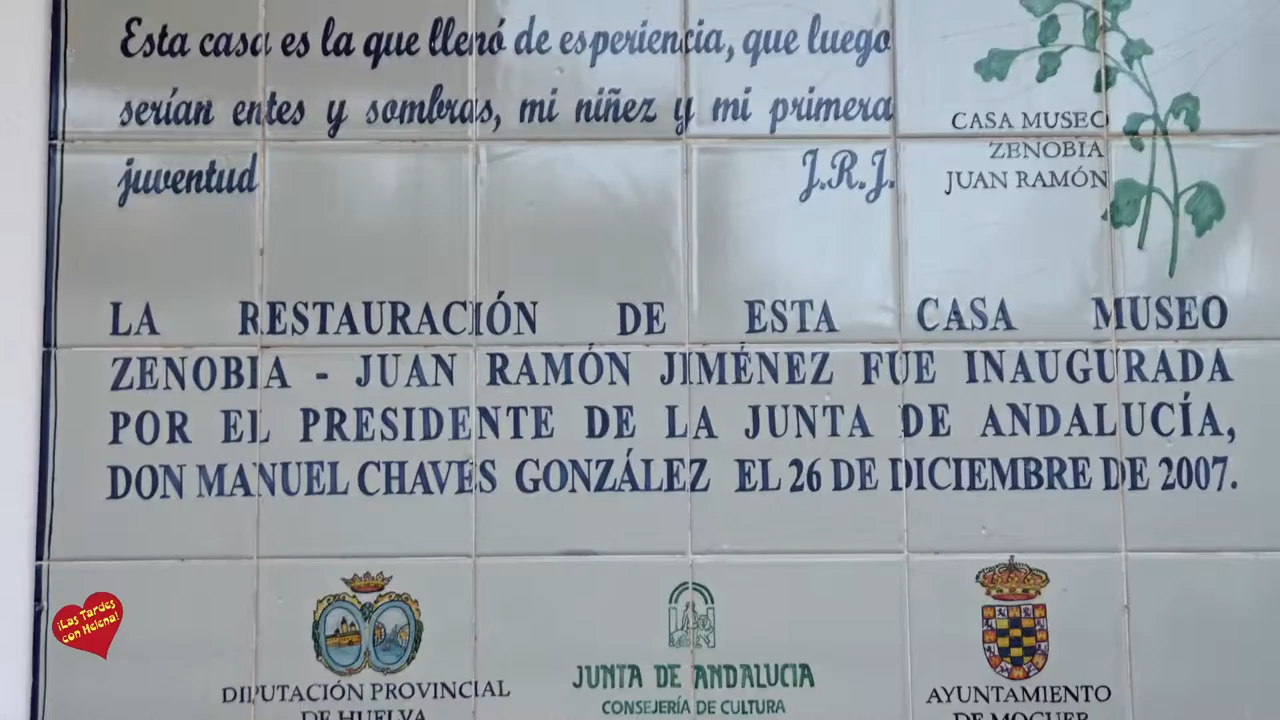 Esta casa es la que llenó de esperiencia, que luego
serían entes y sombras, mi niñez y mi primera
juventud
J.R.J.
CASA MUSEO
ZENOBIA
JUAN RAMÓN
LA RESTAURACIÓN DE ESTA CASA MUSEO
ZENOBIA - JUAN RAMÓN JIMÉNEZ FUE INAUGURADA
POR EL PRESIDENTE DE LA JUNTA DE ANDALUCÍA,
DON MANUEL CHAVES GONZÁLEZ EL 26 DE DICIEMBRE DE 2007.
¡Las Tardes
con Helena!
DIPUTACIÓN PROVINCIAL
DE HUELVA
JUNTA DE ANDALUCIA
CONSEJERÍA DE CULTURA
AYUNTAMIENTO
DE MOGUER